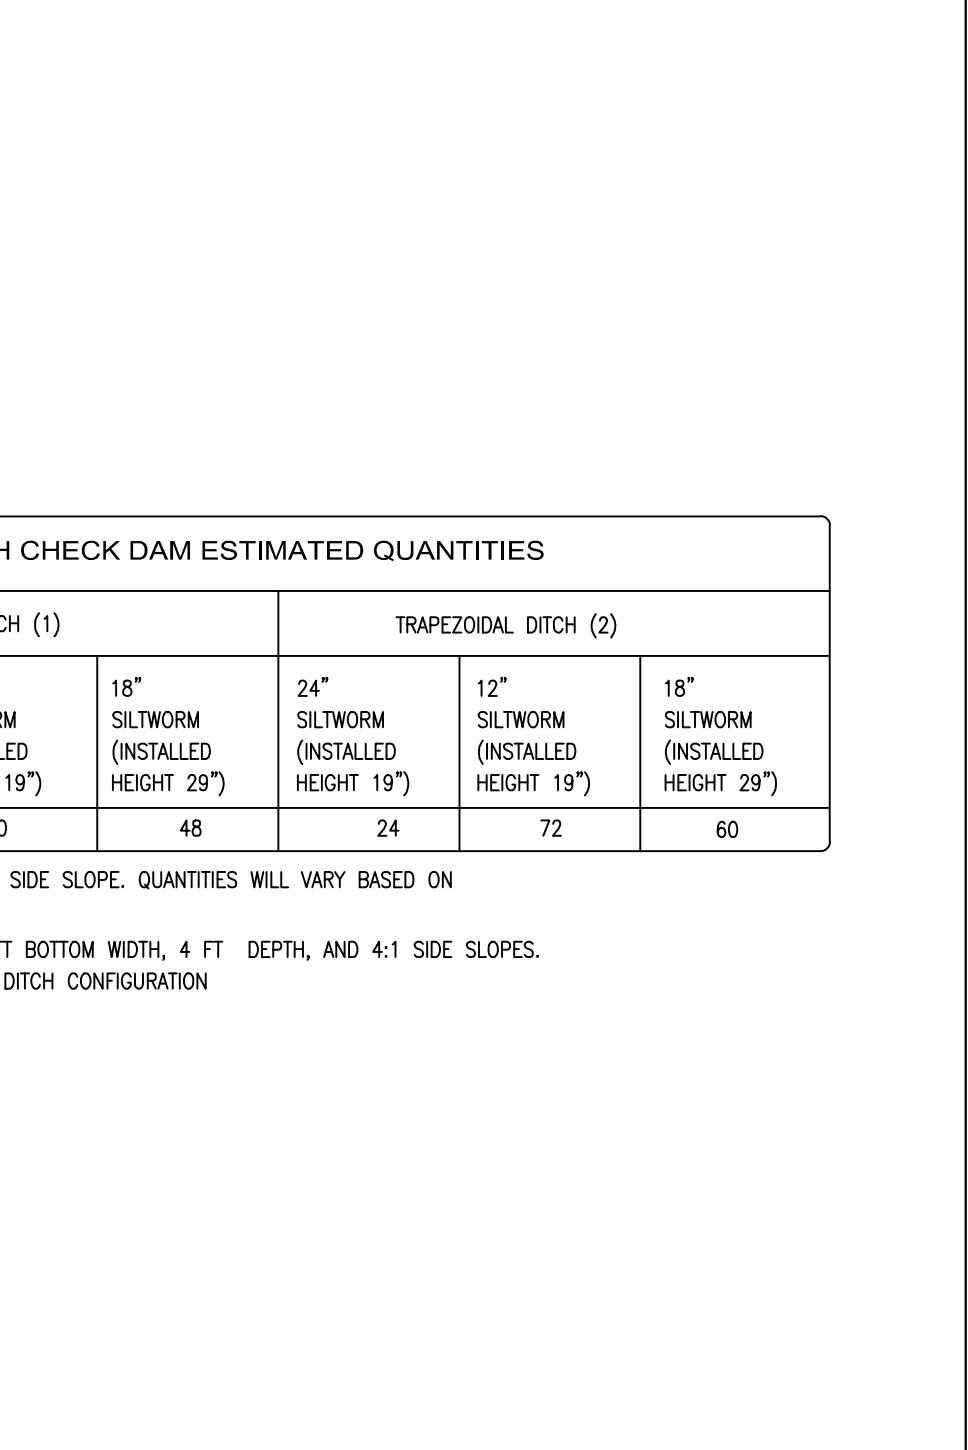 CHECK DAM ESTIMATED QUANTITIES
(1)
TRAPEZOIDAL DITCH (2)
19")
18"
SILTWORM
(INSTALLED
HEIGHT 29")
24"
SILTWORM
(INSTALLED
HEIGHT 19")
12"
SILTWORM
(INSTALLED
HEIGHT 19")
18"
SILTWORM
(INSTALLED
HEIGHT 29")
48
24
72
60
SIDE SLOPE. QUANTITIES WILL VARY BASED ON
FT BOTTOM WIDTH, 4 FT DEPTH, AND 4:1 SIDE SLOPES.
DITCH CONFIGURATION